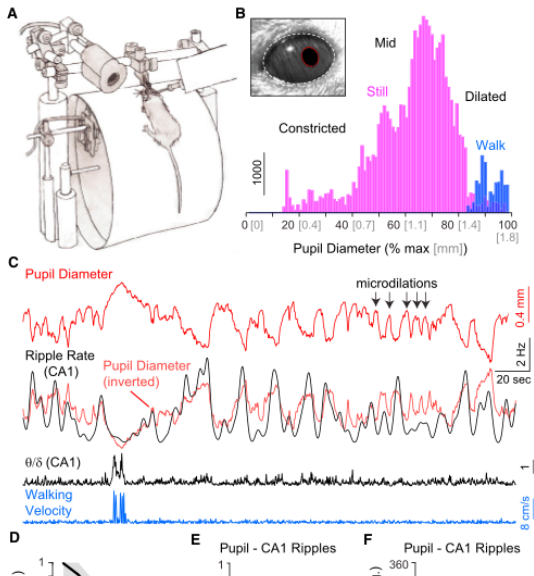 A
B
Mid
Still
Dilated
Constricted
Walk
1000
0 [0] 20 [0.4] 40 [0.7] 60 [1.1] 80 [1.4] 100
[1.8]
Pupil Diameter (% max [mm])
C
Pupil Diameter
microdilations
0.4 mm
Ripple Rate
(CA1)
Pupil Diameter
(inverted)
2 Hz
20 sec
θ/δ (CA1)
1
Walking
Velocity
8 cm/s
D
E
Pupil - CA1 Ripples
F
Pupil - CA1 Ripples
1
1
360